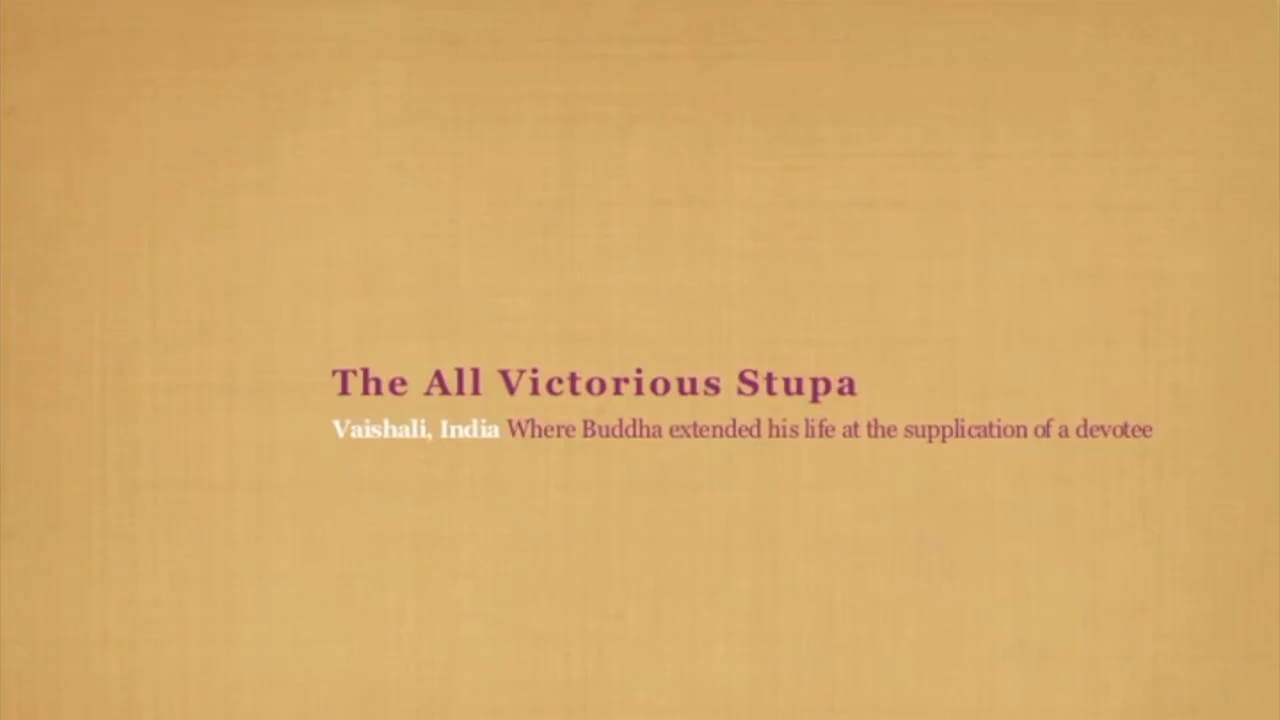 The All Victorious Stupa
Vaishali, India Where Buddha extended his life at the supplication of a devotee